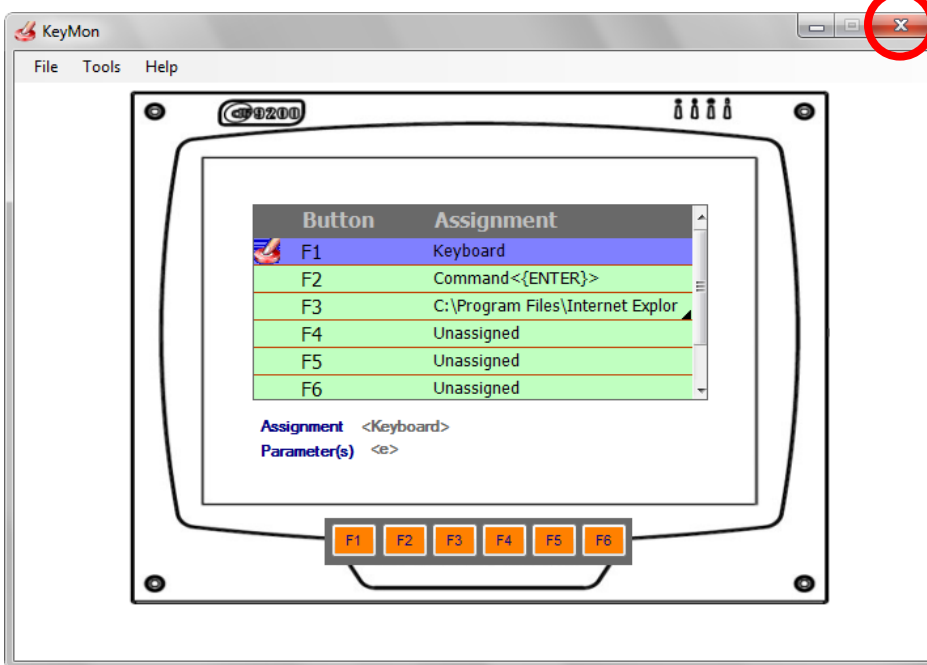 KeyMon
File Tools Help
9200
Button Assignment
F1 Keyboard
F2 Command<{ENTER}>
F3 C:\Program Files\Internet Explor
F4 Unassigned
F5 Unassigned
F6 Unassigned
Assignment <Keyboard>
Parameter(s) <e>
F1 F2 F3 F4 F5 F6